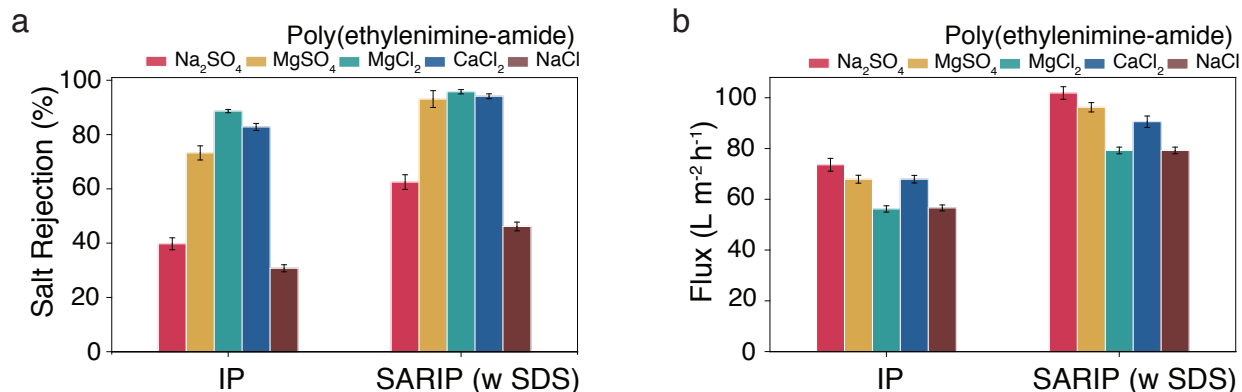 a
Poly(ethylenimine-amide)
Na₂SO₄ MgSO₄ MgCl₂ CaCl₂ NaCl
Salt Rejection (%)
100
80
60
40
20
0
IP
SARIP (w SDS)
b
Poly(ethylenimine-amide)
Na₂SO₄ MgSO₄ MgCl₂ CaCl₂ NaCl
Flux (L m⁻² h⁻¹)
100
80
60
40
20
0
IP
SARIP (w SDS)